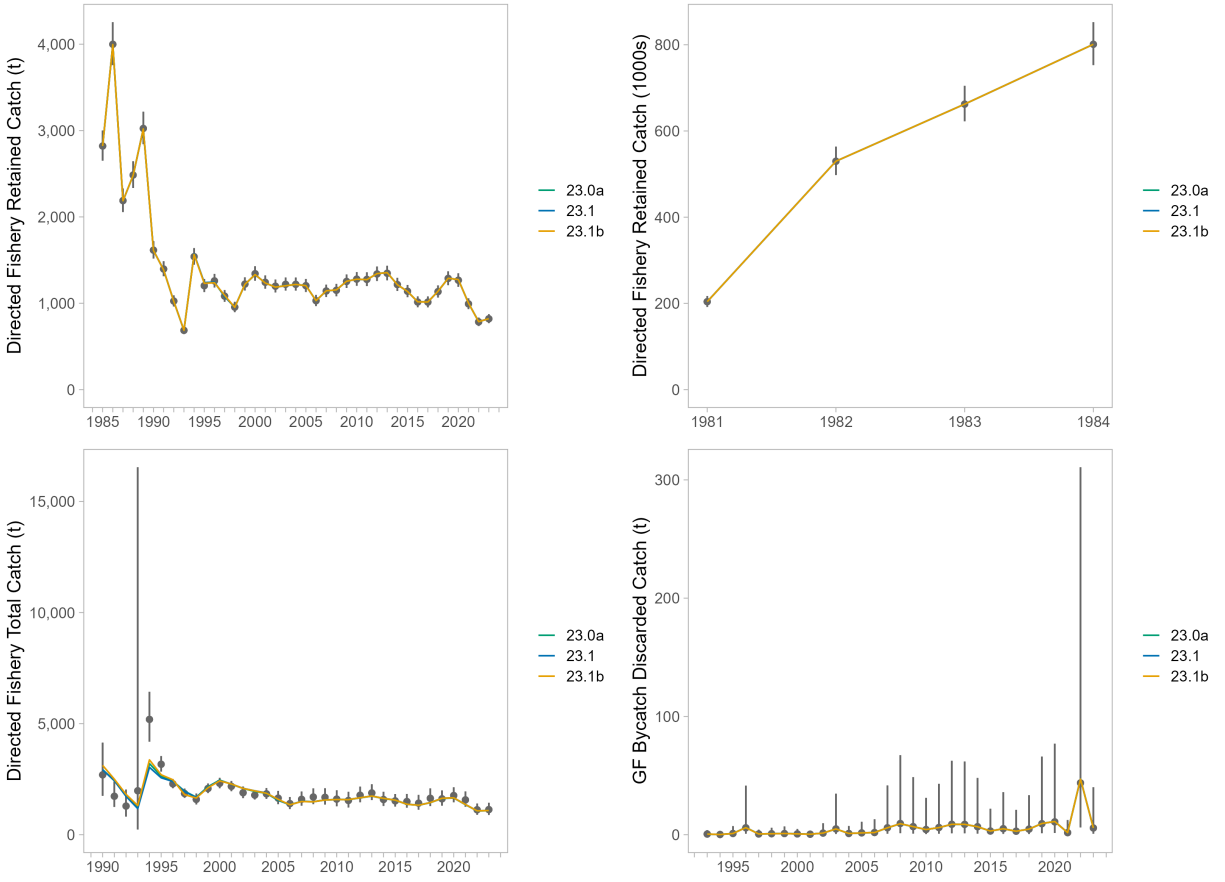 Directed Fishery Retained Catch (t)
4,000
3,000
2,000
1,000
0
1985 1990 1995 2000 2005 2010 2015 2020
23.0a
23.1
23.1b
Directed Fishery Retained Catch (1000s)
800
600
400
200
0
1981 1982 1983 1984
23.0a
23.1
23.1b
Directed Fishery Total Catch (t)
15,000
10,000
5,000
0
1990 1995 2000 2005 2010 2015 2020
23.0a
23.1
23.1b
GF Bycatch Discarded Catch (t)
300
200
100
0
1995 2000 2005 2010 2015 2020
23.0a
23.1
23.1b